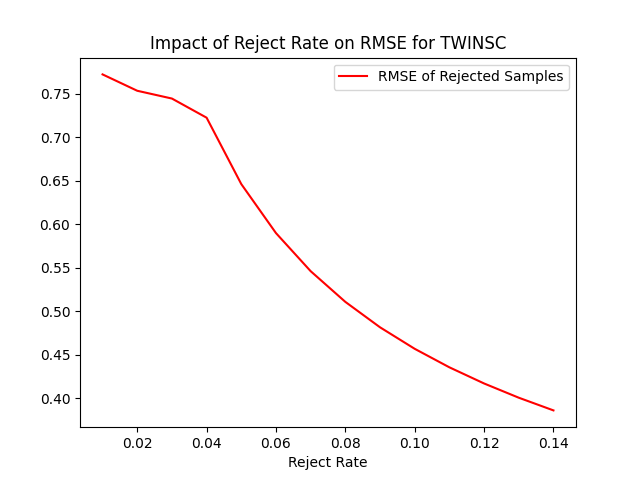 Impact of Reject Rate on RMSE for TWINSC
RMSE of Rejected Samples
0.75
0.70
0.65
0.60
0.55
0.50
0.45
0.40
0.02 0.04 0.06 0.08 0.10 0.12 0.14
Reject Rate